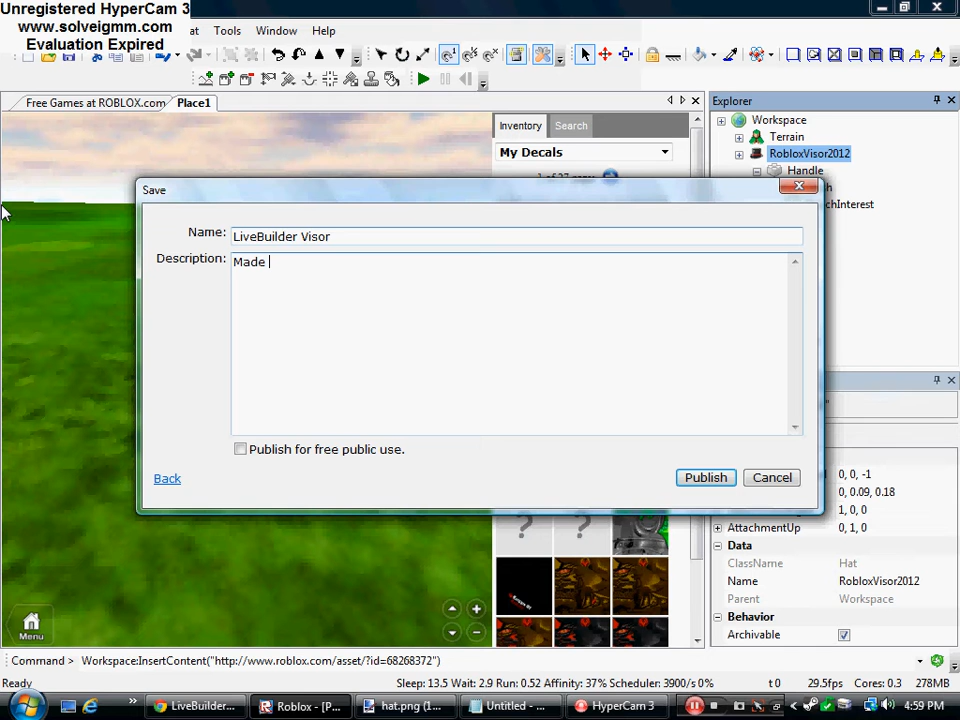 Unregistered HyperCam 3
www.solveigmm.com
Evaluation Expired
at Tools Window Help
Free Games at ROBLOX.com Place1
Inventory Search
My Decals
Explorer
Workspace
Terrain
RobloxVisor2012
Handle
chInterest
Save
Name: LiveBuilder Visor
Description: Made
Publish for free public use.
Back Publish Cancel
0, 0, -1
0, 0.09, 0.18
1, 0, 0
AttachmentUp 0, 1, 0
Data
ClassName Hat
Name RobloxVisor2012
Parent Workspace
Behavior
Archivable
Menu
Command > Workspace:InsertContent("http://www.roblox.com/asset/?id=68268372")
Ready Sleep: 13.5 Wait: 2.9 Run: 0.52 Affinity: 37% Scheduler: 3900/s 0% t 0 29.5fps Cores: 0.3 278MB
LiveBuilder... Roblox - [P... hat.png (1... Untitled - ... HyperCam 3 4:59 PM